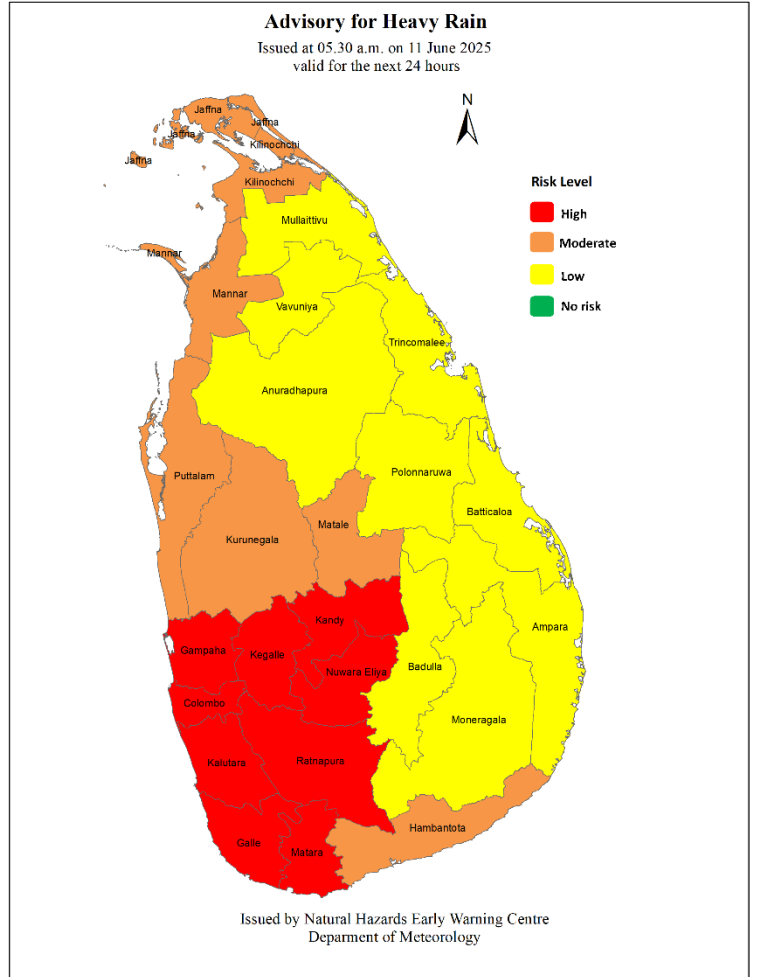 Advisory for Heavy Rain
Issued at 05.30 a.m. on 11 June 2025
valid for the next 24 hours
N
Jaffna
Jaffna
Jaffna
Kilinochchi
Jaffna
Kilinochchi
Risk Level
High
Moderate
Low
No risk
Mullaittivu
Mannar
Mannar
Vavuniya
Trincomalee
Anuradhapura
Puttalam
Polonnaruwa
Batticaloa
Matale
Kurunegala
Kandy
Ampara
Gampaha
Kegalle
Nuwara Eliya
Badulla
Colombo
Moneragala
Kalutara
Ratnapura
Hambantota
Galle
Matara
Issued by Natural Hazards Early Warning Centre
Deparment of Meteorology